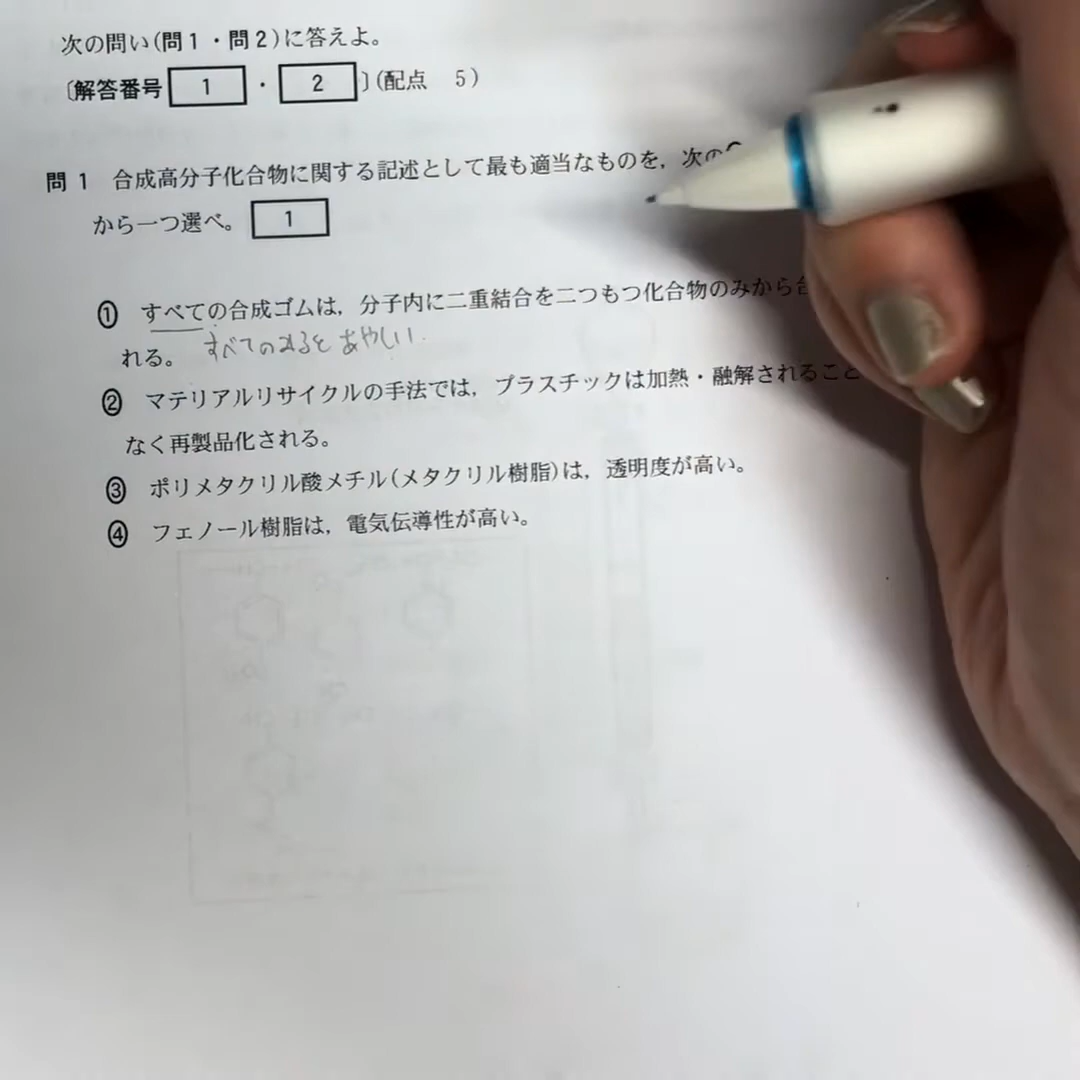 次の問い(問1・問2)に答えよ。
〔解答番号 1 ・ 2 〕(配点 5)
問1 合成高分子化合物に関する記述として最も適当なものを，次の
から一つ選べ。 1
① すべての合成ゴムは，分子内に二重結合を二つもつ化合物のみから合
れる。 すべてのみると あやしい.
② マテリアルリサイクルの手法では，プラスチックは加熱・融解されること
なく再製品化される。
③ ポリメタクリル酸メチル(メタクリル樹脂)は，透明度が高い。
④ フェノール樹脂は，電気伝導性が高い。